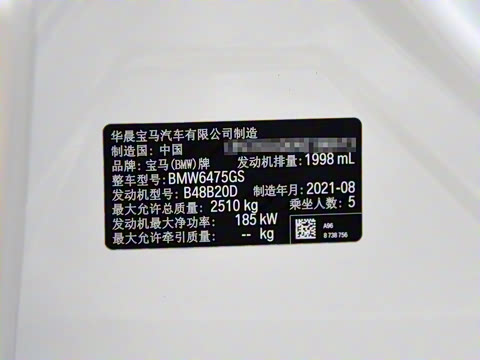 华晨宝马汽车有限公司制造
制造国: 中国
品牌: 宝马(BMW)牌 发动机排量: 1998 mL
整车型号: BMW6475GS
发动机型号: B48B20D 制造年月: 2021-08
最大允许总质量: 2510 kg 乘坐人数: 5
发动机最大净功率: 185 kW
最大允许牵引质量: -- kg
A96
8 738 756